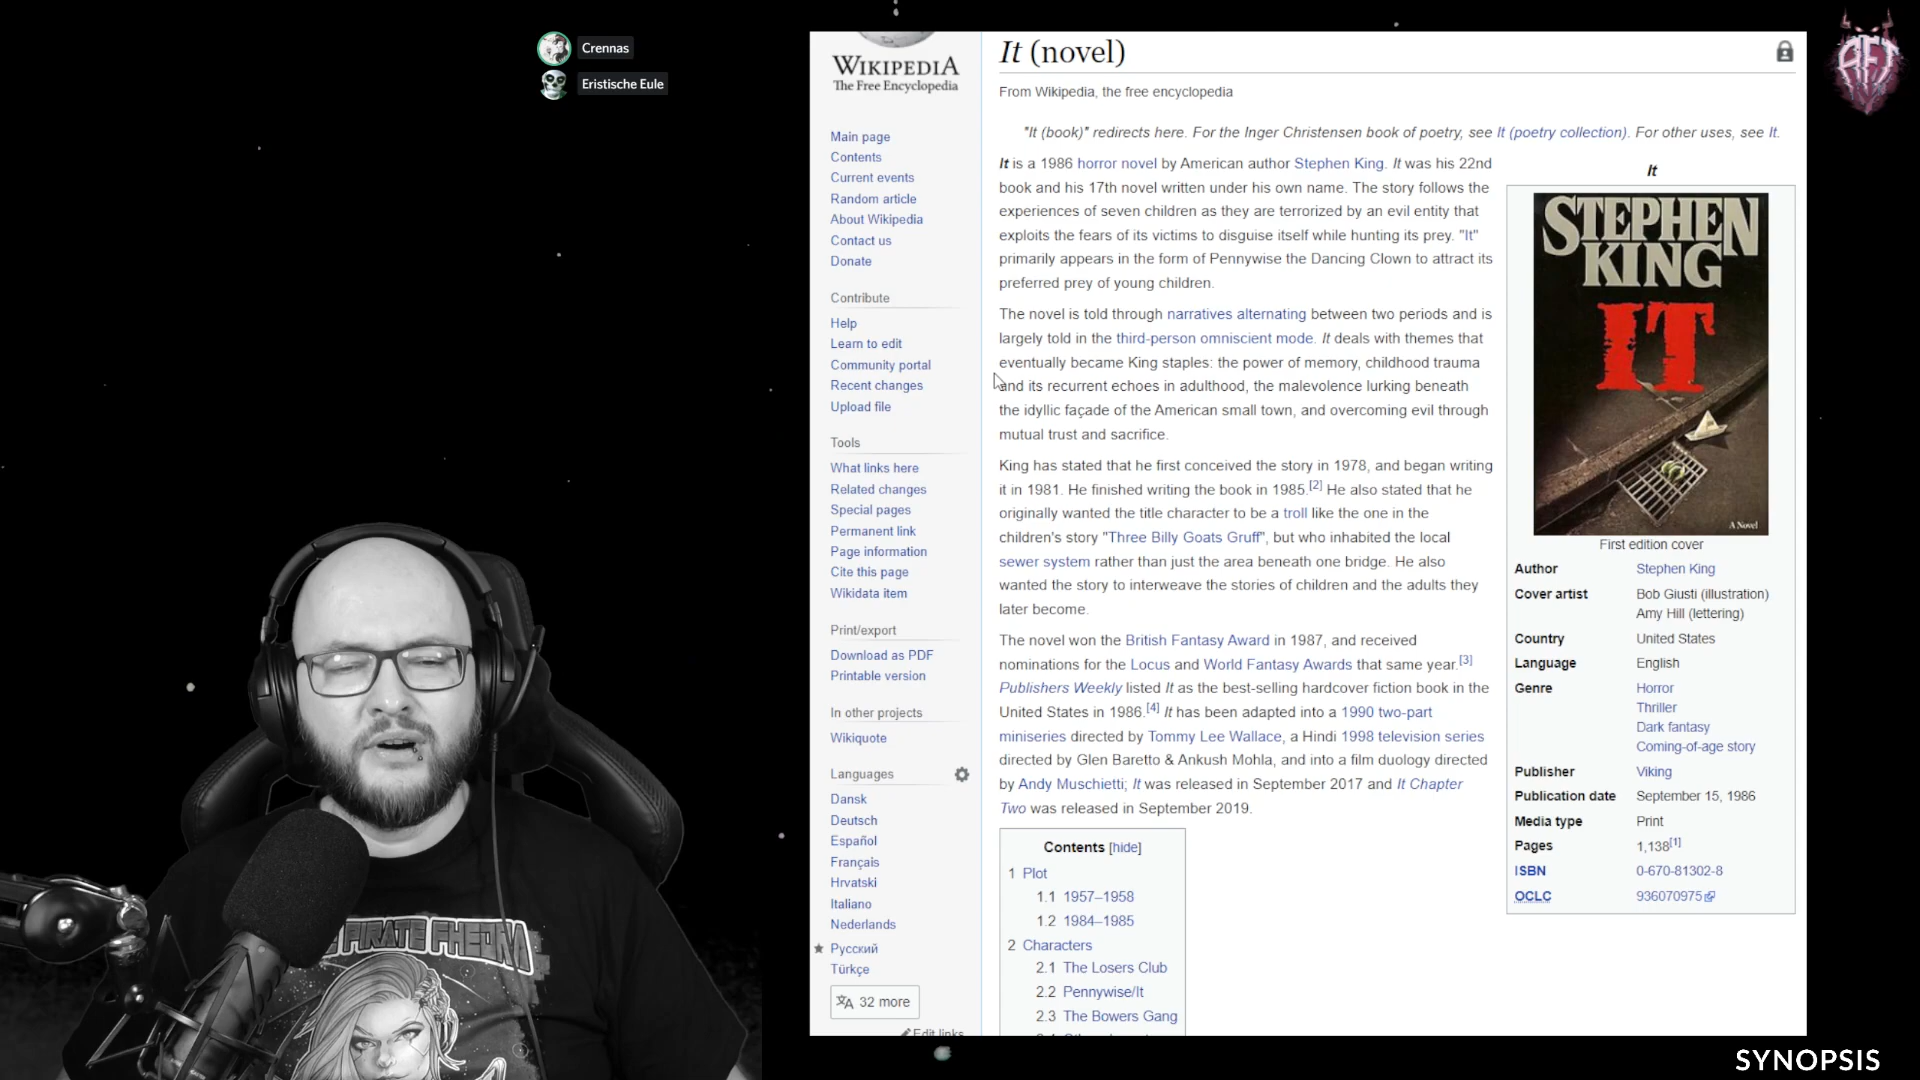 Crennas
Eristische Eule
WIKIPEDIA
The Free Encyclopedia
Main page
Contents
Current events
Random article
About Wikipedia
Contact us
Donate
Contribute
Help
Learn to edit
Community portal
Recent changes
Upload file
Tools
What links here
Related changes
Special pages
Permanent link
Page information
Cite this page
Wikidata item
Print/export
Download as PDF
Printable version
In other projects
Wikiquote
Languages
Dansk
Deutsch
Español
Français
Hrvatski
Italiano
Nederlands
Русский
Türkçe
32 more
Edit links
It (novel)
From Wikipedia, the free encyclopedia
"It (book)" redirects here. For the Inger Christensen book of poetry, see It (poetry collection). For other uses, see It.
It is a 1986 horror novel by American author Stephen King. It was his 22nd
book and his 17th novel written under his own name. The story follows the
experiences of seven children as they are terrorized by an evil entity that
exploits the fears of its victims to disguise itself while hunting its prey. "It"
primarily appears in the form of Pennywise the Dancing Clown to attract its
preferred prey of young children.
The novel is told through narratives alternating between two periods and is
largely told in the third-person omniscient mode. It deals with themes that
eventually became King staples: the power of memory, childhood trauma
and its recurrent echoes in adulthood, the malevolence lurking beneath
the idyllic façade of the American small town, and overcoming evil through
mutual trust and sacrifice.
King has stated that he first conceived the story in 1978, and began writing
it in 1981. He finished writing the book in 1985.[2] He also stated that he
originally wanted the title character to be a troll like the one in the
children's story "Three Billy Goats Gruff", but who inhabited the local
sewer system rather than just the area beneath one bridge. He also
wanted the story to interweave the stories of children and the adults they
later become.
The novel won the British Fantasy Award in 1987, and received
nominations for the Locus and World Fantasy Awards that same year.[3]
Publishers Weekly listed It as the best-selling hardcover fiction book in the
United States in 1986.[4] It has been adapted into a 1990 two-part
miniseries directed by Tommy Lee Wallace, a Hindi 1998 television series
directed by Glen Baretto & Ankush Mohla, and into a film duology directed
by Andy Muschietti; It was released in September 2017 and It Chapter
Two was released in September 2019.
Contents [hide]
1 Plot
1.1 1957–1958
1.2 1984–1985
2 Characters
2.1 The Losers Club
2.2 Pennywise/It
2.3 The Bowers Gang
It
STEPHEN
KING
IT
A Novel
First edition cover
Author Stephen King
Cover artist Bob Giusti (illustration)
Amy Hill (lettering)
Country United States
Language English
Genre Horror
Thriller
Dark fantasy
Coming-of-age story
Publisher Viking
Publication date September 15, 1986
Media type Print
Pages 1,138[1]
ISBN 0-670-81302-8
OCLC 936070975
AFT
PIRATE
SYNOPSIS